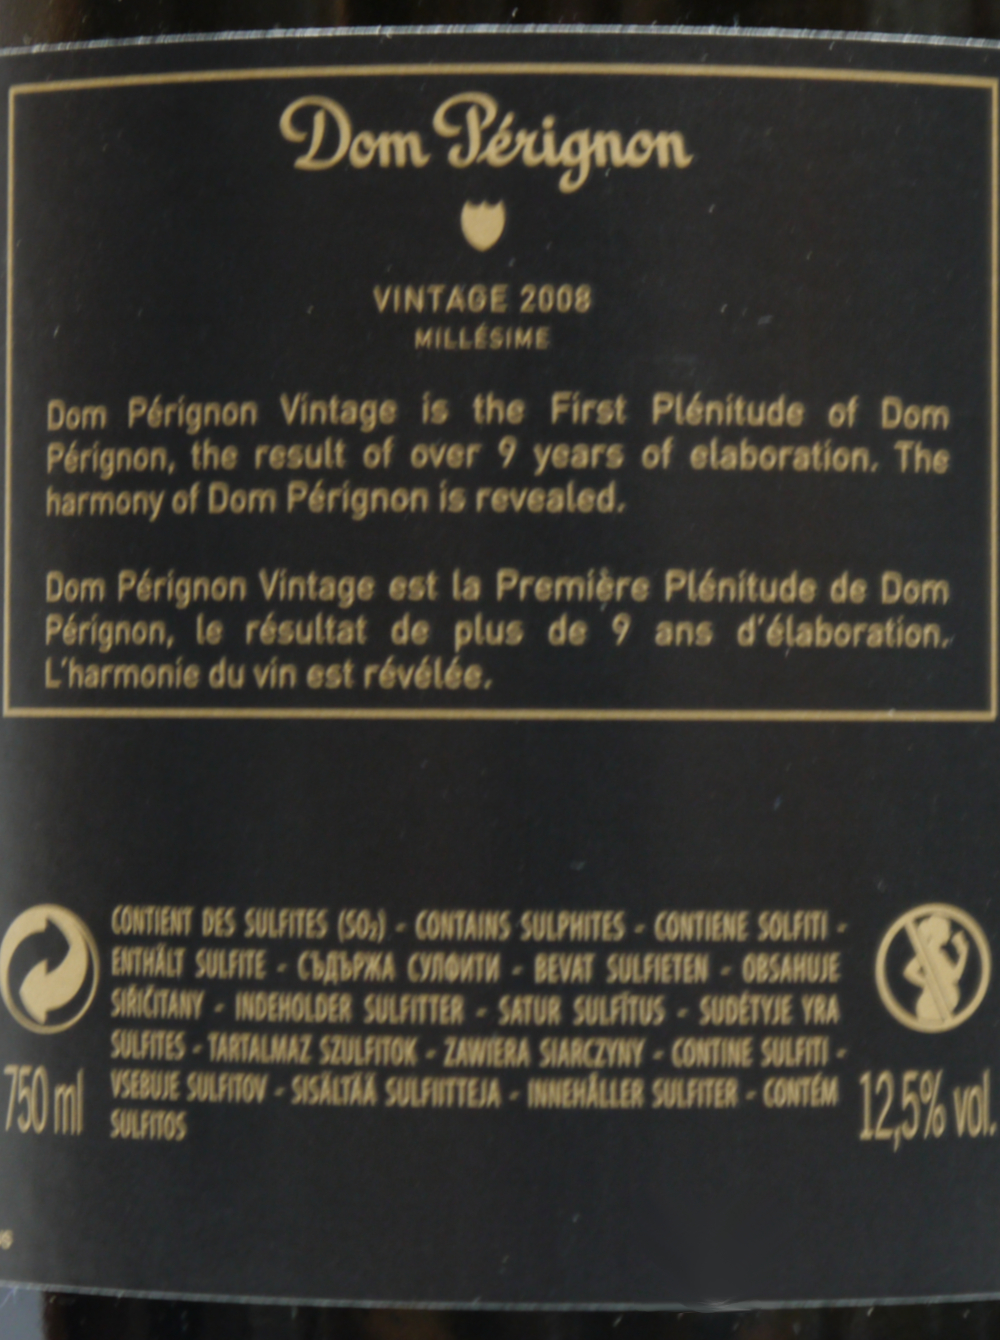 Dom Pérignon
VINTAGE 2008
MILLÉSIME
Dom Pérignon Vintage is the First Plénitude of Dom
Pérignon, the result of over 9 years of elaboration. The
harmony of Dom Pérignon is revealed.
Dom Pérignon Vintage est la Première Plénitude de Dom
Pérignon, le résultat de plus de 9 ans d'élaboration.
L'harmonie du vin est révélée.
CONTIENT DES SULFITES (SO₂) - CONTAINS SULPHITES - CONTIENE SOLFITI -
ENTHÄLT SULFITE - СЪДЪРЖА СУЛФИТИ - BEVAT SULFIETEN - OBSAHUJE
SIŘIČITANY - INDEHOLDER SULFITTER - SATUR SULFĪTUS - SUDĖTYJE YRA
SULFITES - TARTALMAZ SZULFITOK - ZAWIERA SIARCZYNY - CONTINE SULFITI -
VSEBUJE SULFITOV - SISÄLTÄÄ SULFIITTEJA - INNEHÅLLER SULFITER - CONTÉM
SULFITOS
750 ml
12,5% vol.